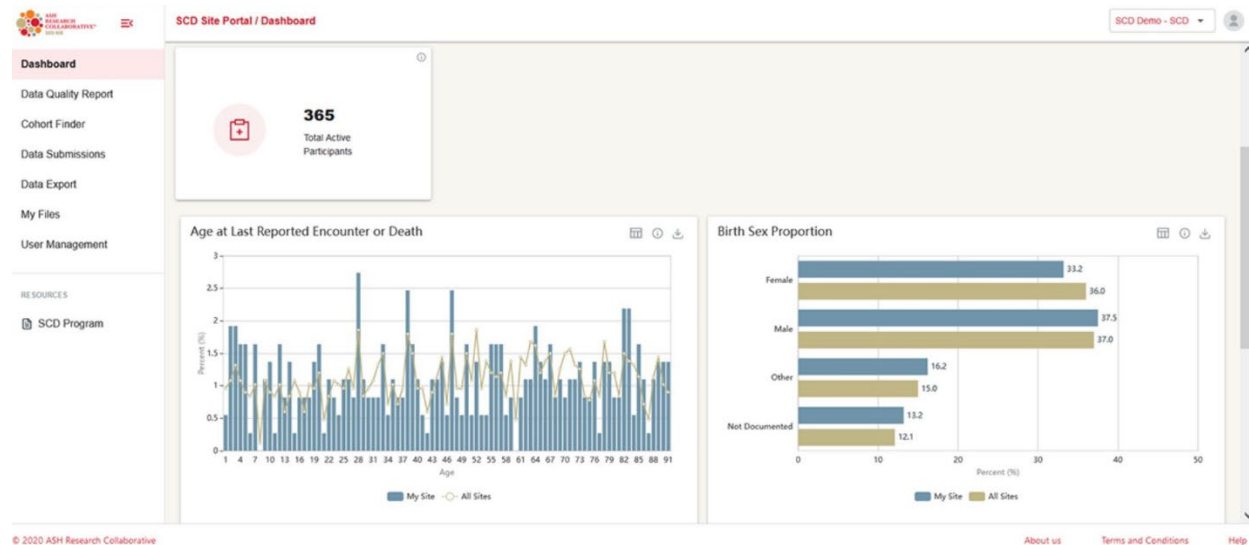 ASH
RESEARCH
COLLABORATIVE
SCD Site Portal / Dashboard
SCD Demo - SCD
Dashboard
Data Quality Report
Cohort Finder
Data Submissions
Data Export
My Files
User Management
RESOURCES
SCD Program
365
Total Active
Participants
Age at Last Reported Encounter or Death
3
2.5
2
1.5
1
0.5
0
Percent (%)
1 4 7 10 13 16 19 22 25 28 31 34 37 40 43 46 49 52 55 58 61 64 67 70 73 76 79 82 85 88 91
Age
My Site All Sites
Birth Sex Proportion
Female 33.2
36.0
Male 37.5
37.0
Other 16.2
15.0
Not Documented 13.2
12.1
0 10 20 30 40 50
Percent (%)
My Site All Sites
© 2020 ASH Research Collaborative
About us Terms and Conditions Help